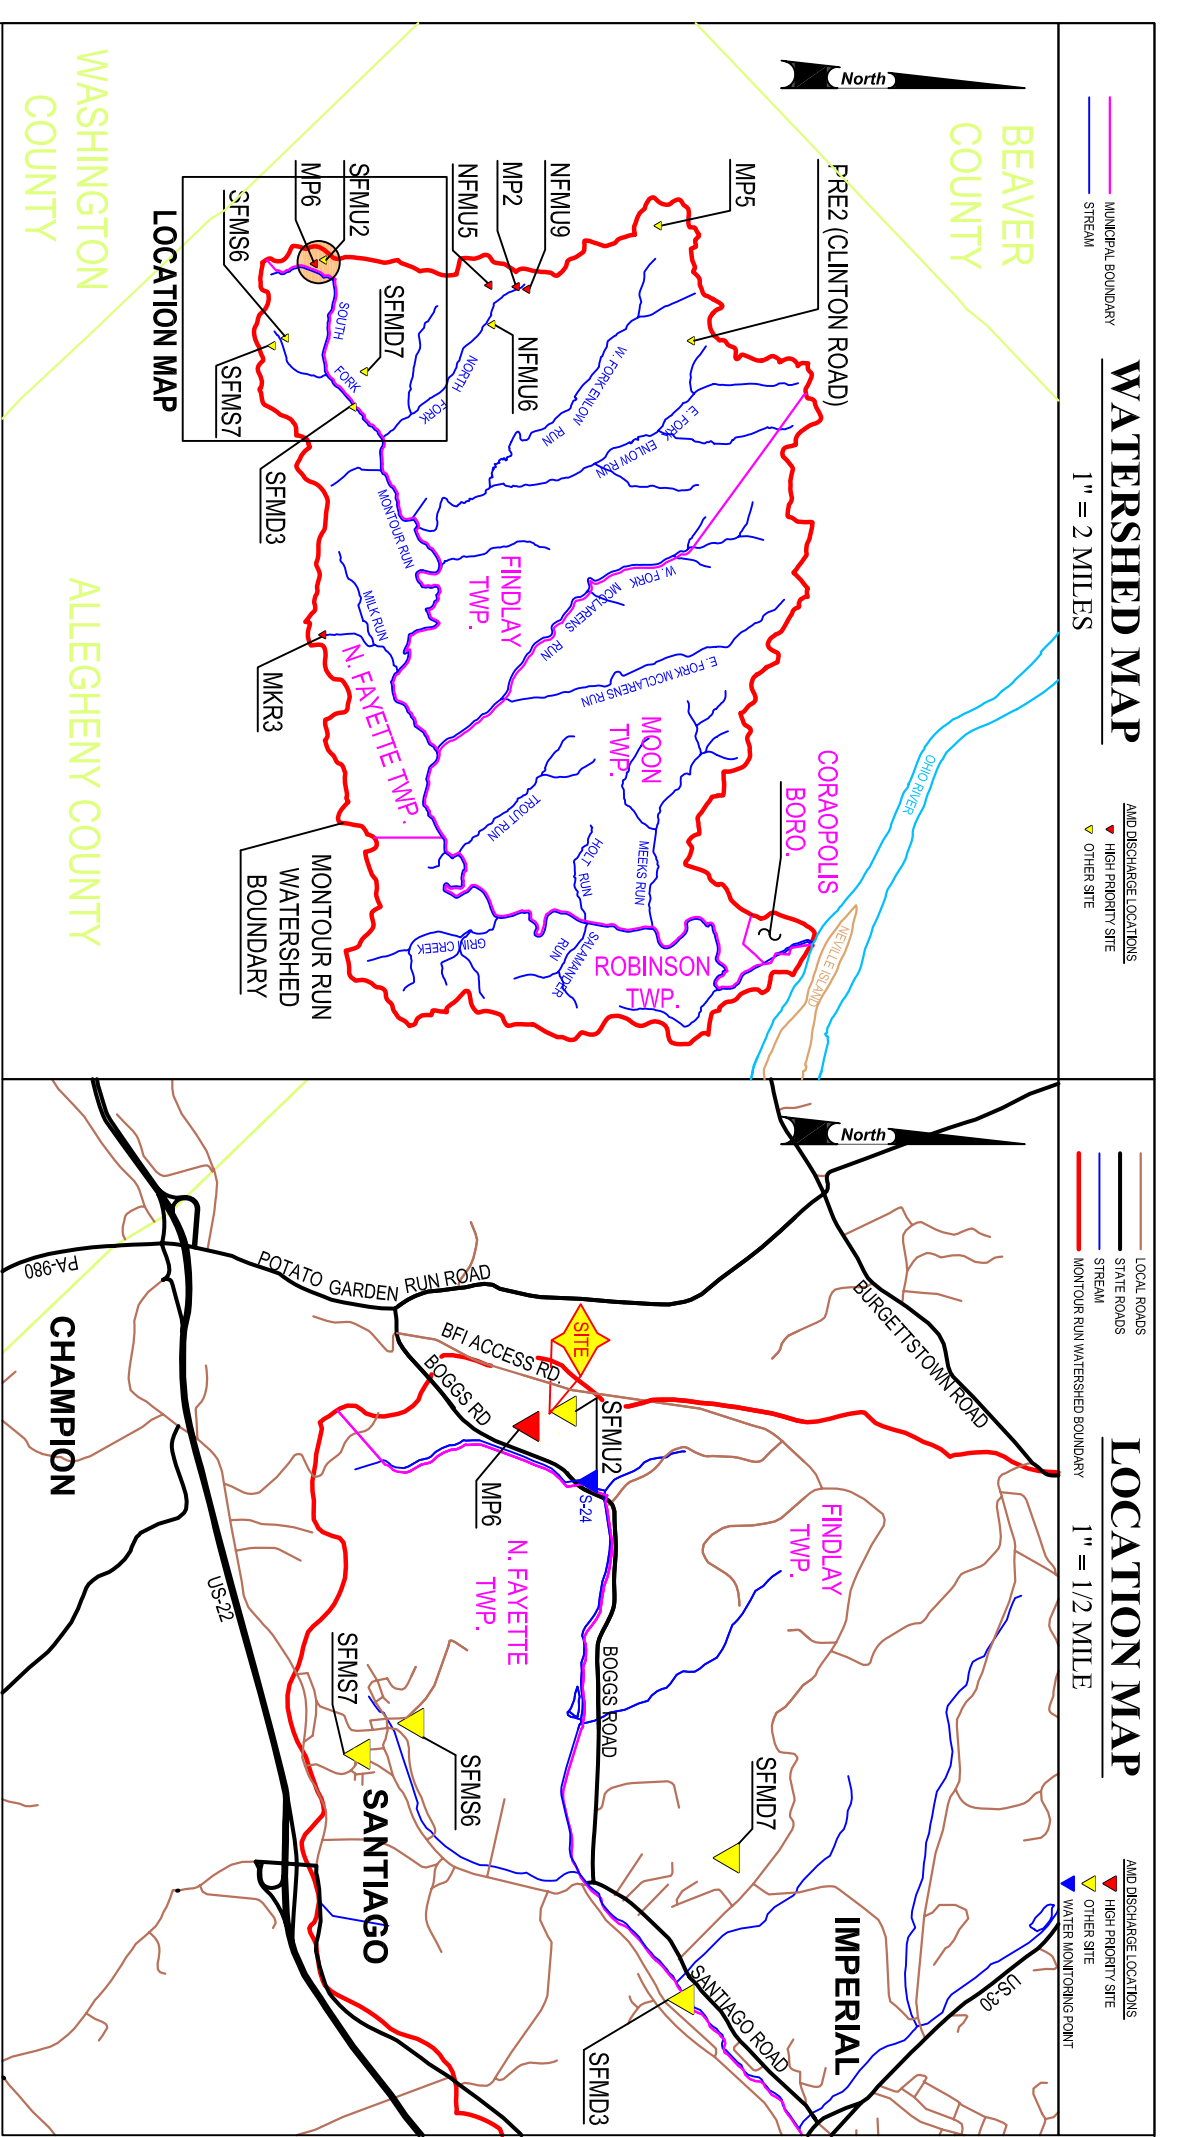 WATERSHED MAP
1" = 2 MILES
MUNICIPAL BOUNDARY
STREAM
AMD DISCHARGE LOCATIONS
HIGH PRIORITY SITE
OTHER SITE
North
BEAVER
COUNTY
WASHINGTON
COUNTY
ALLEGHENY COUNTY
PRE2 (CLINTON ROAD)
MP5
NFMU9
MP2
NFMU5
NFMU6
SFMU2
MP6
SFMS6
SFMS7
SFMD7
SFMD3
MKR3
LOCATION MAP
SOUTH
FORK
NORTH
FORK
W. FORK ENLOW
RUN
E. FORK
ENLOW RUN
MONTOUR RUN
MILK RUN
W. FORK
MCCLARENS
RUN
E. FORK MCCLARENS RUN
FINDLAY
TWP.
N. FAYETTE TWP.
MOON
TWP.
CORAOPOLIS
BORO.
ROBINSON
TWP.
TROUT RUN
HOLT RUN
MEEKS RUN
SALAMANDER
RUN
GRIM CREEK
OHIO RIVER
NEVILLE ISLAND
MONTOUR RUN
WATERSHED
BOUNDARY
LOCATION MAP
1" = 1/2 MILE
LOCAL ROADS
STATE ROADS
STREAM
MONTOUR RUN WATERSHED BOUNDARY
AMD DISCHARGE LOCATIONS
HIGH PRIORITY SITE
OTHER SITE
WATER MONITORING POINT
North
BURGETTSTOWN ROAD
POTATO GARDEN RUN ROAD
PA-980
BFI ACCESS RD.
BOGGS RD
SITE
SFMU2
MP6
S-24
FINDLAY
TWP.
N. FAYETTE
TWP.
BOGGS ROAD
CHAMPION
US-22
SFMS7
SFMS6
SANTIAGO
SFMD7
IMPERIAL
US-30
SANTIAGO ROAD
SFMD3